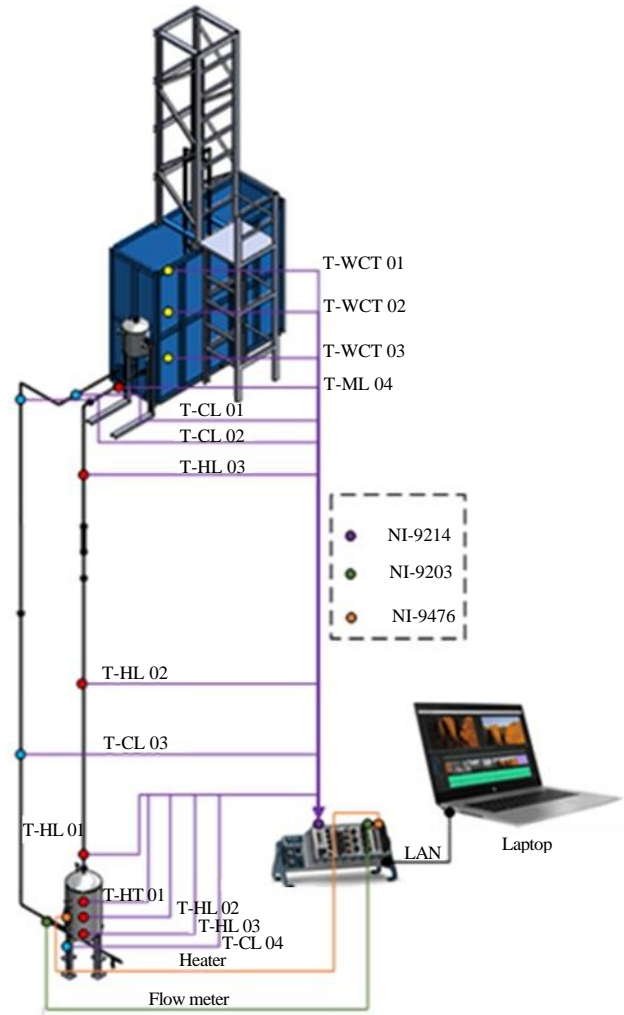 T-WCT 01
T-WCT 02
T-WCT 03
T-ML 04
T-CL 01
T-CL 02
T-HL 03
NI-9214
NI-9203
NI-9476
T-HL 02
T-CL 03
T-HL 01
Laptop
LAN
T-HT 01
T-HL 02
T-HL 03
T-CL 04
Heater
Flow meter